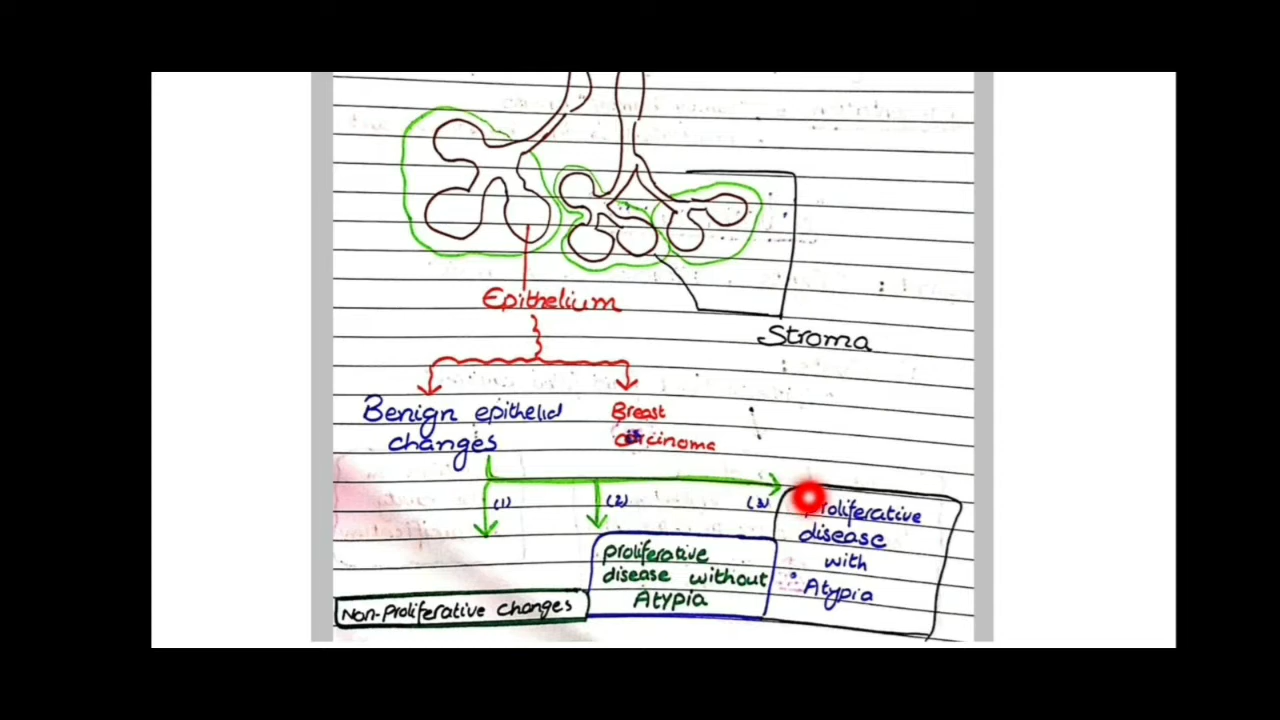 Epithelium
Stroma
Benign epithelial
changes
Breast
carcinoma
(1)
(2)
(3)
Proliferative
disease
with
Atypia
proliferative
disease without
Atypia
Non-Proliferative changes